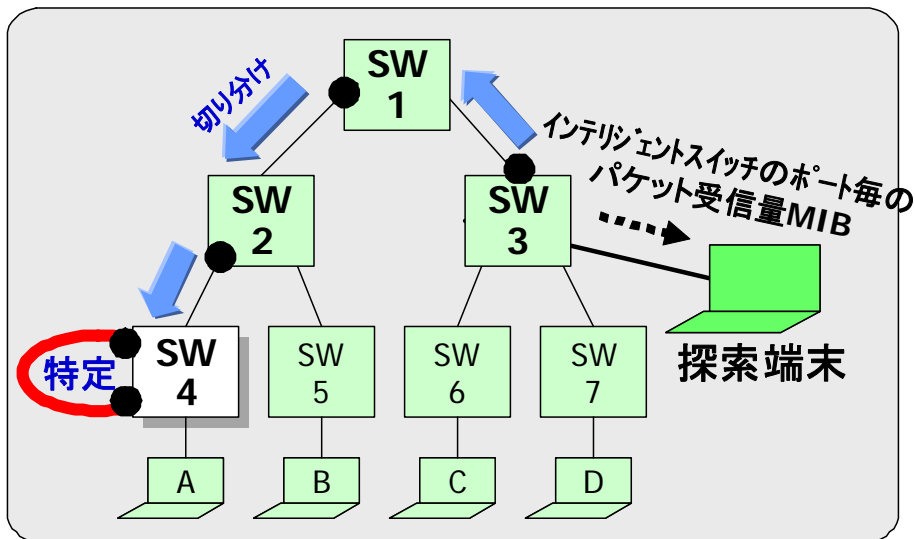 SW
1
切り分け
インテリジェントスイッチのポート毎の
パケット受信量MIB
SW
2
SW
3
特定
SW
4
SW
5
SW
6
SW
7
探索端末
A
B
C
D